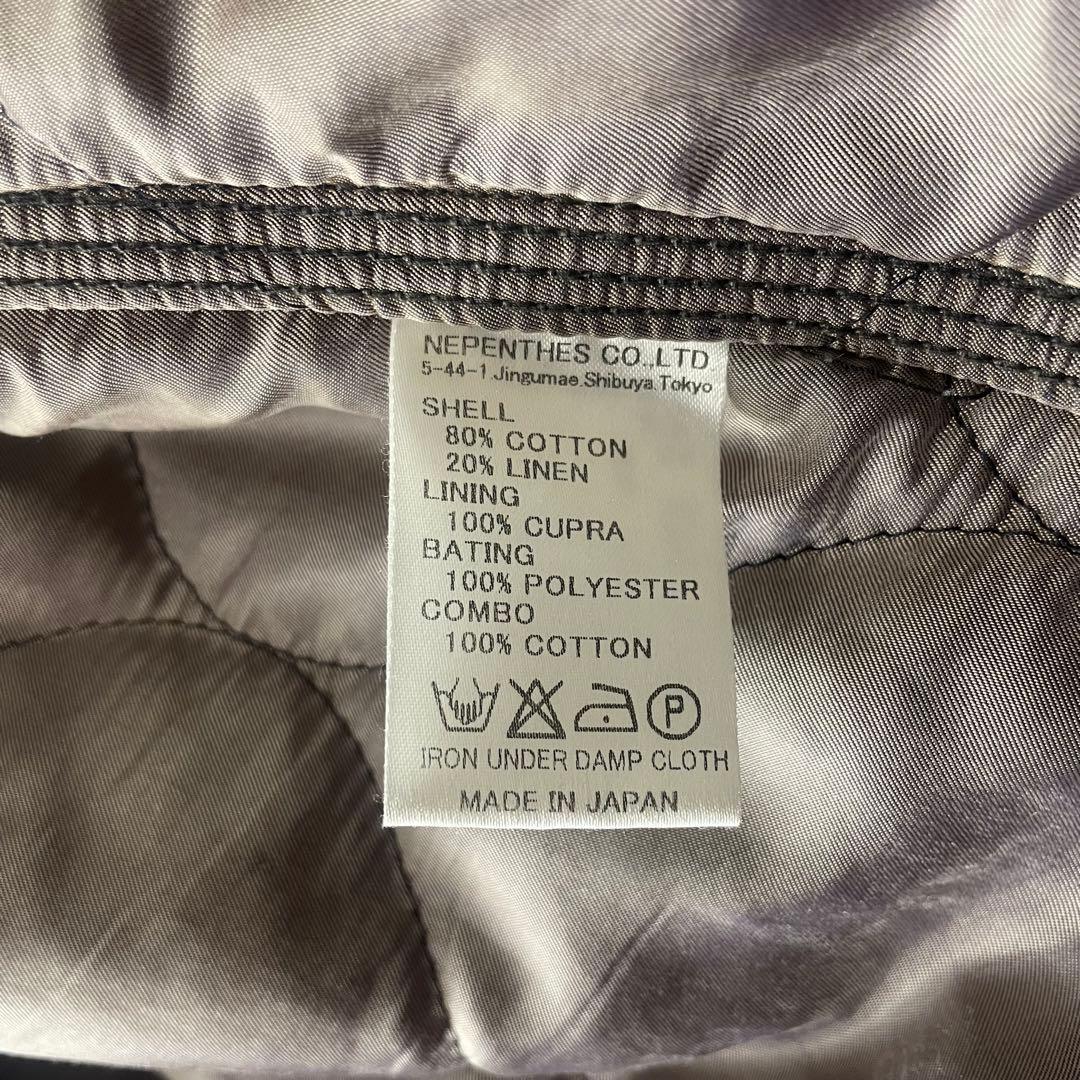 NEPENTHES CO.,LTD
5-44-1.Jingumae.Shibuya.Tokyo
SHELL
80% COTTON
20% LINEN
LINING
100% CUPRA
BATING
100% POLYESTER
COMBO
100% COTTON
P
IRON UNDER DAMP CLOTH
MADE IN JAPAN